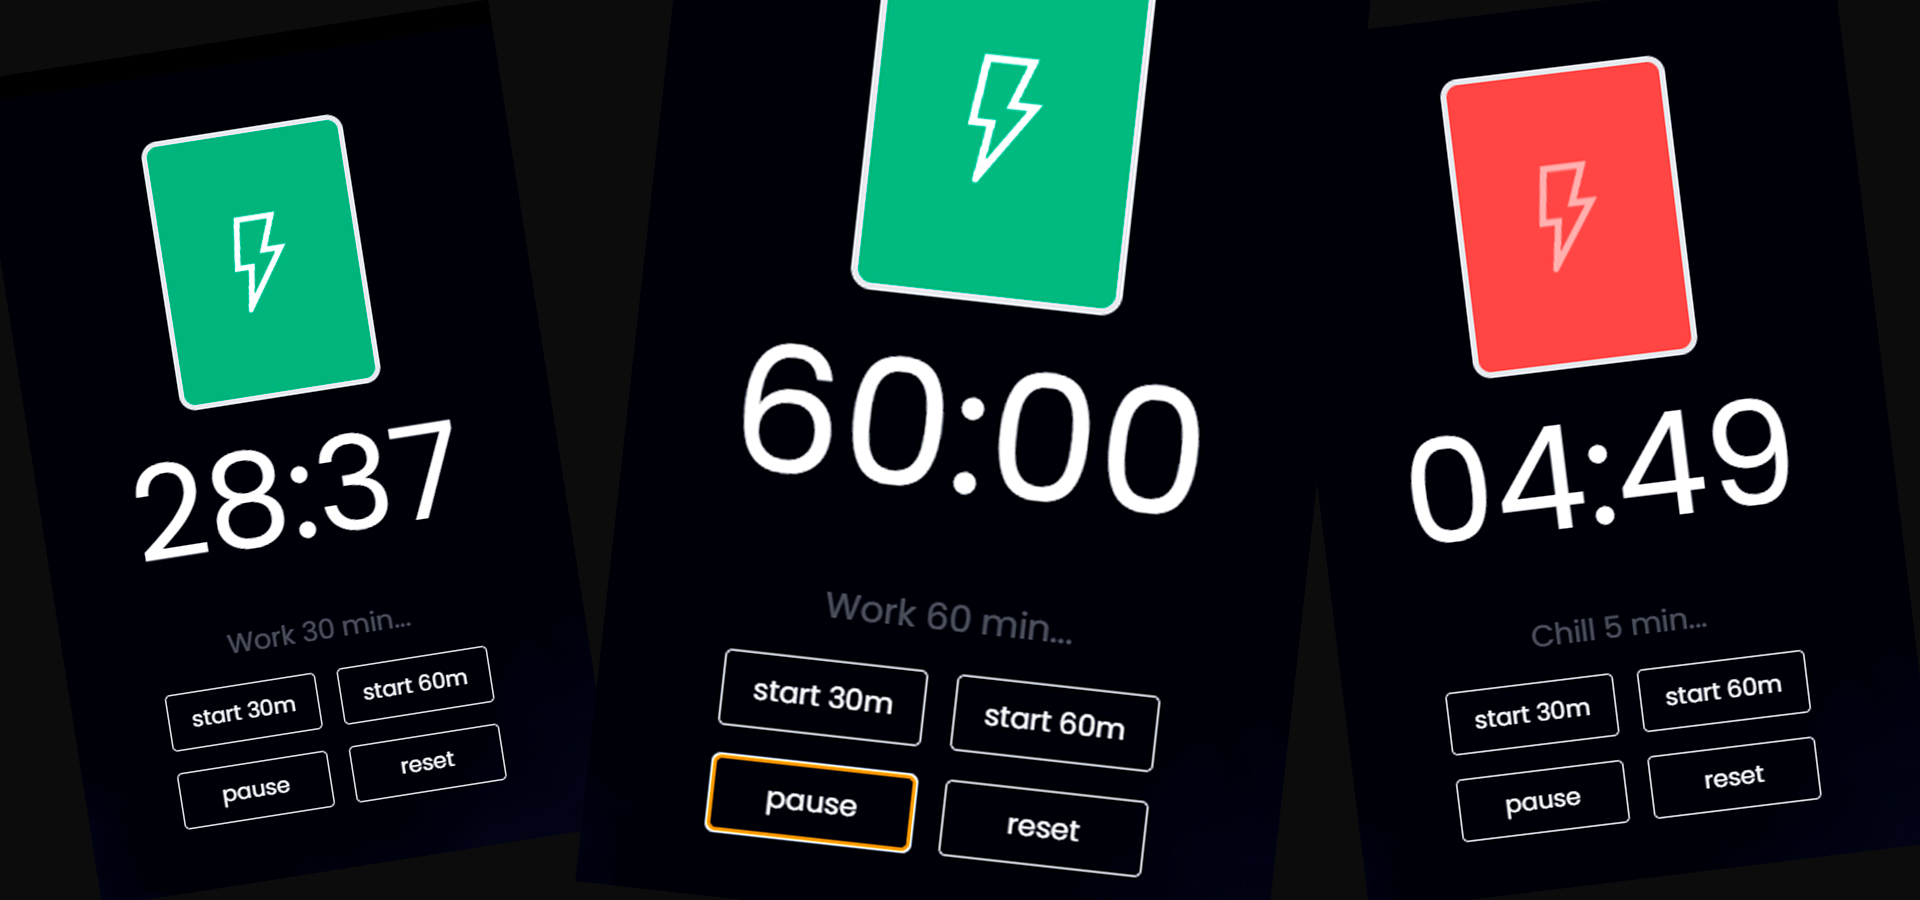 28:37
Work 30 min...
start 30m
start 60m
pause
reset
60:00
Work 60 min...
start 30m
start 60m
pause
reset
04:49
Chill 5 min...
start 30m
start 60m
pause
reset